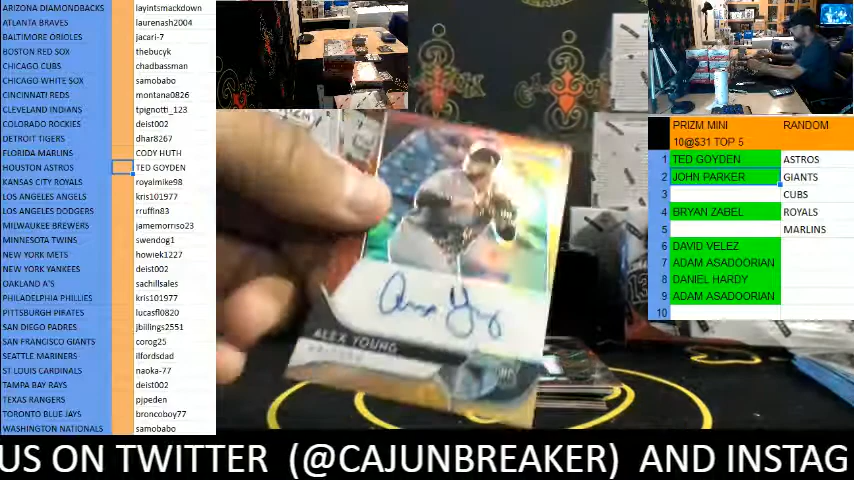 ARIZONA DIAMONDBACKS layintsmackdown
ATLANTA BRAVES laurenash2004
BALTIMORE ORIOLES jacari-7
BOSTON RED SOX thebucyk
CHICAGO CUBS chadbassman
CHICAGO WHITE SOX samobabo
CINCINNATI REDS montana0826
CLEVELAND INDIANS tpignotti_123
COLORADO ROCKIES deist002
DETROIT TIGERS dhar8267
FLORIDA MARLINS CODY HUTH
HOUSTON ASTROS TED GOYDEN
KANSAS CITY ROYALS royalmike98
LOS ANGELES ANGELS kris101977
LOS ANGELES DODGERS rruffin83
MILWAUKEE BREWERS jamemorriso23
MINNESOTA TWINS swendog1
NEW YORK METS howiek1227
NEW YORK YANKEES deist002
OAKLAND A'S sachillsales
PHILADELPHIA PHILLIES kris101977
PITTSBURGH PIRATES lucasfl0820
SAN DIEGO PADRES jbillings2551
SAN FRANCISCO GIANTS corog25
SEATTLE MARINERS ilfordsdad
ST LOUIS CARDINALS naoka-77
TAMPA BAY RAYS deist002
TEXAS RANGERS pjpeden
TORONTO BLUE JAYS broncoboy77
WASHINGTON NATIONALS samobabo
Alex Young
ALEX YOUNG
PRIZM MINI RANDOM
10@$31 TOP 5
1 TED GOYDEN ASTROS
2 JOHN PARKER GIANTS
3 CUBS
4 BRYAN ZABEL ROYALS
5 MARLINS
6 DAVID VELEZ
7 ADAM ASADOORIAN
8 DANIEL HARDY
9 ADAM ASADOORIAN
10
US ON TWITTER (@CAJUNBREAKER) AND INSTAG